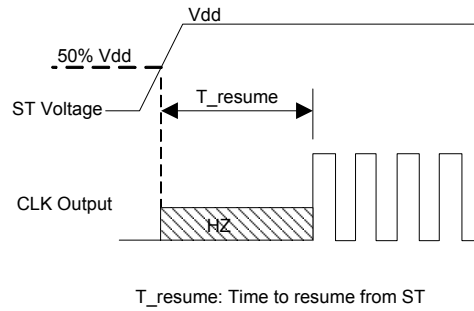 Vdd
50% Vdd
T_resume
ST Voltage
CLK Output
HZ
T_resume: Time to resume from ST